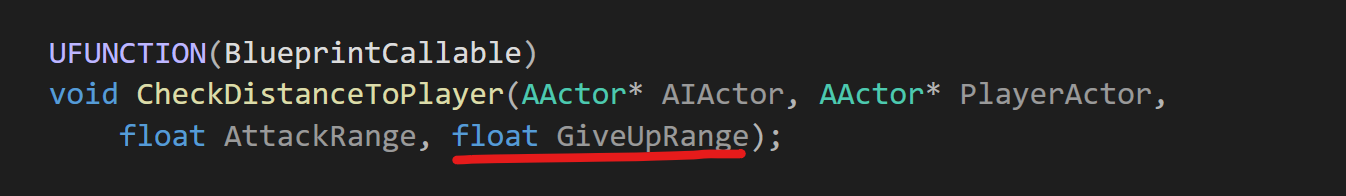 UFUNCTION(BlueprintCallable)
void CheckDistanceToPlayer(AActor* AIActor, AActor* PlayerActor,
float AttackRange, float GiveUpRange);